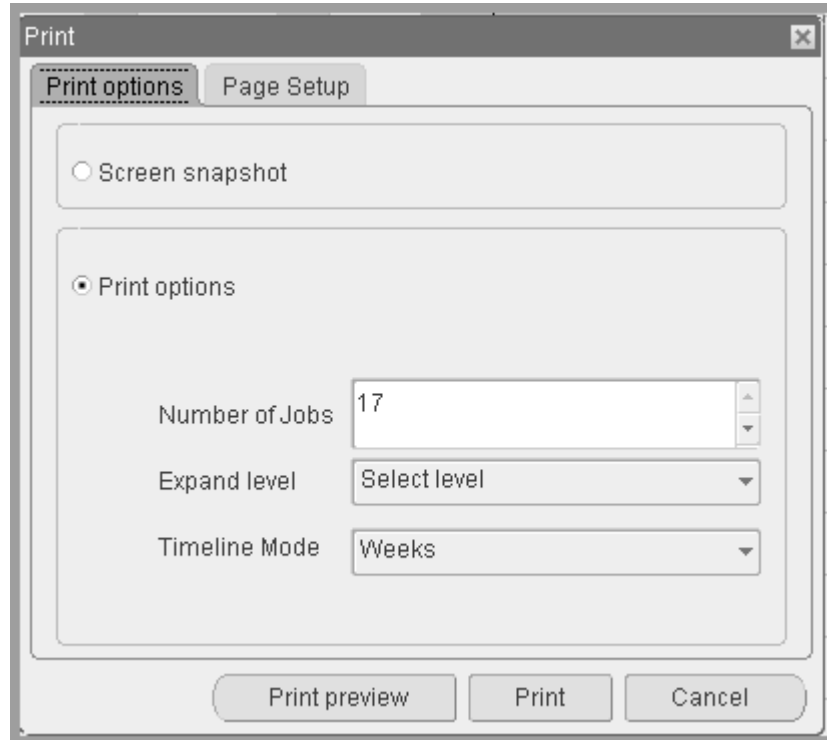 Print
Print options Page Setup
Screen snapshot
Print options
Number of Jobs 17
Expand level Select level
Timeline Mode Weeks
Print preview Print Cancel